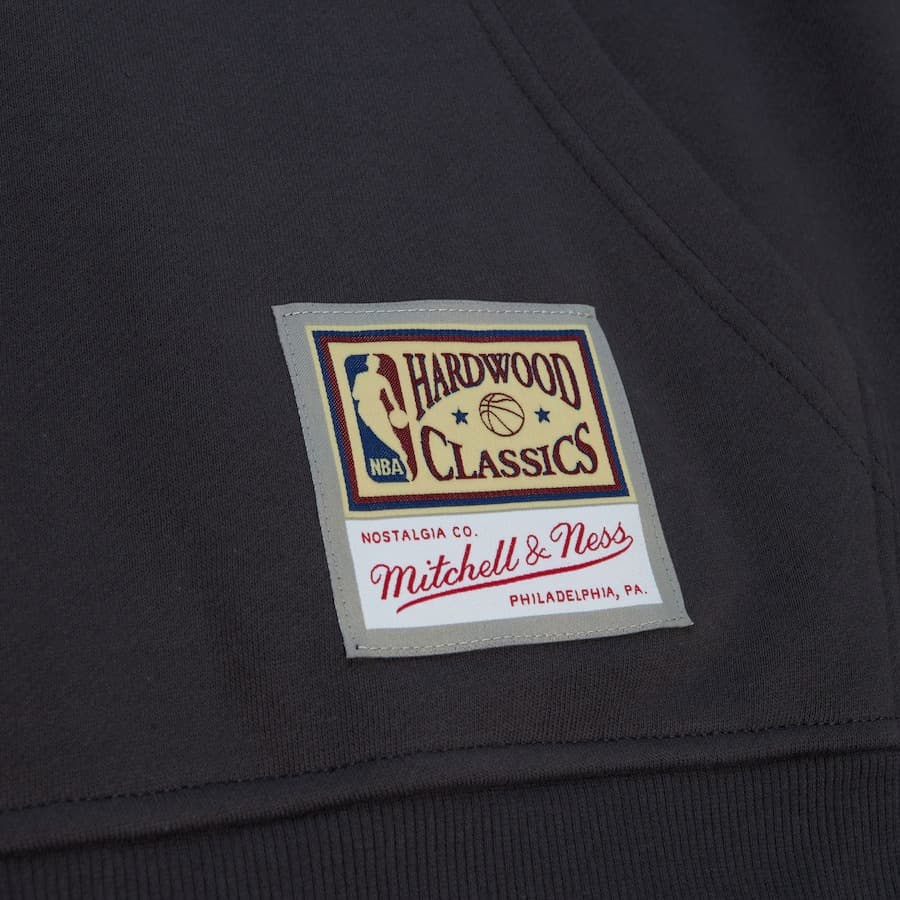 HARDWOOD
CLASSICS
NBA
NOSTALGIA CO.
Mitchell & Ness
PHILADELPHIA, PA.